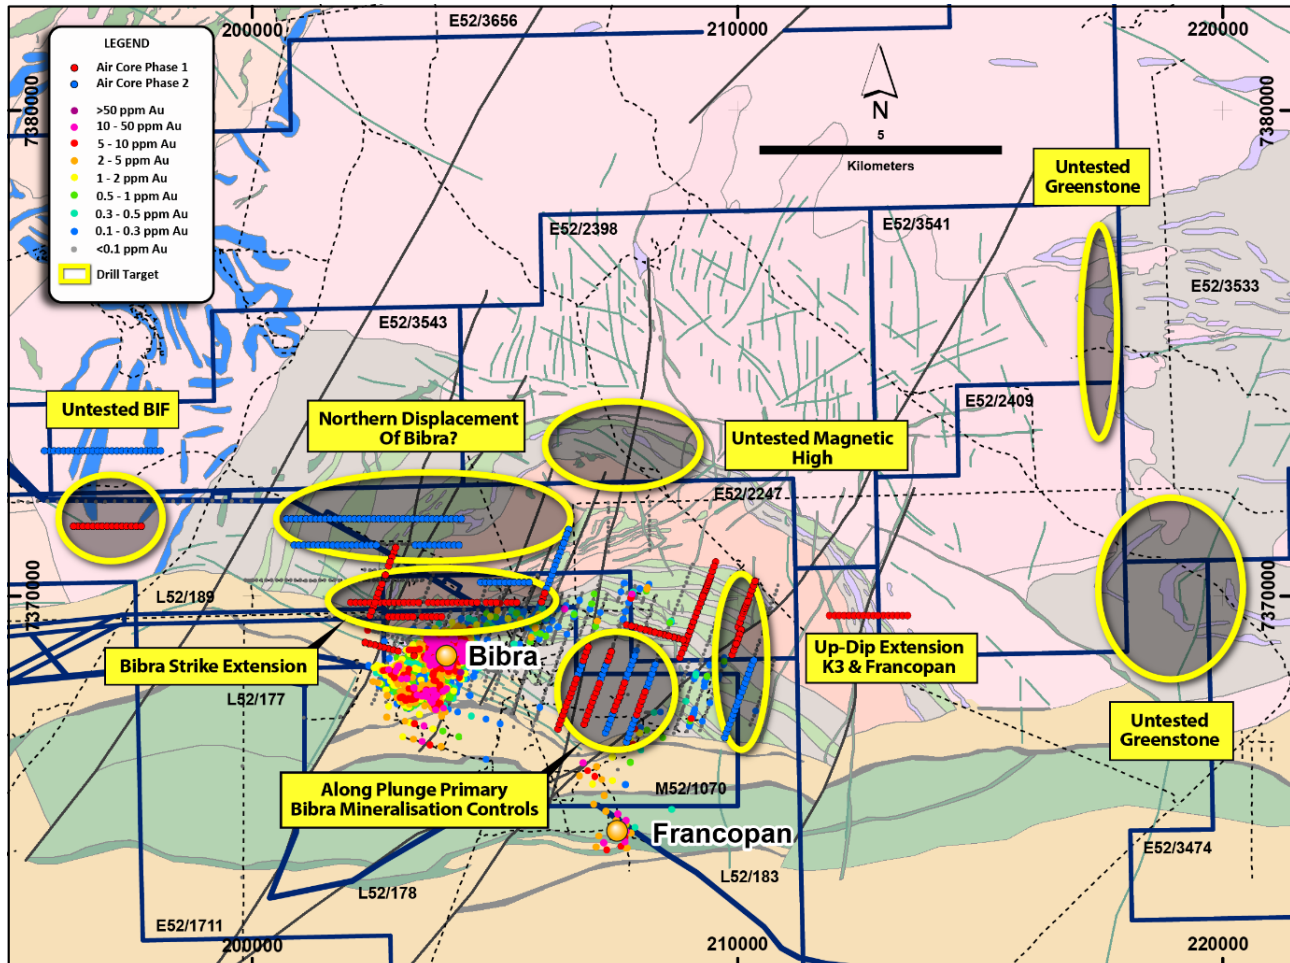 E52/3656
200000
210000
220000
LEGEND
Air Core Phase 1
Air Core Phase 2
>50 ppm Au
10 - 50 ppm Au
5 - 10 ppm Au
2 - 5 ppm Au
1 - 2 ppm Au
0.5 - 1 ppm Au
0.3 - 0.5 ppm Au
0.1 - 0.3 ppm Au
<0.1 ppm Au
Drill Target
7380000
N
5
Kilometers
7380000
Untested
Greenstone
E52/2398
E52/3541
E52/3533
E52/3543
Untested BIF
Northern Displacement
Of Bibra?
Untested Magnetic
High
E52/2409
E52/2247
7370000
7370000
L52/189
Bibra Strike Extension
Bibra
Up-Dip Extension
K3 & Francopan
L52/177
Untested
Greenstone
Along Plunge Primary
Bibra Mineralisation Controls
M52/1070
Francopan
E52/3474
L52/178
L52/183
E52/1711
200000
210000
220000